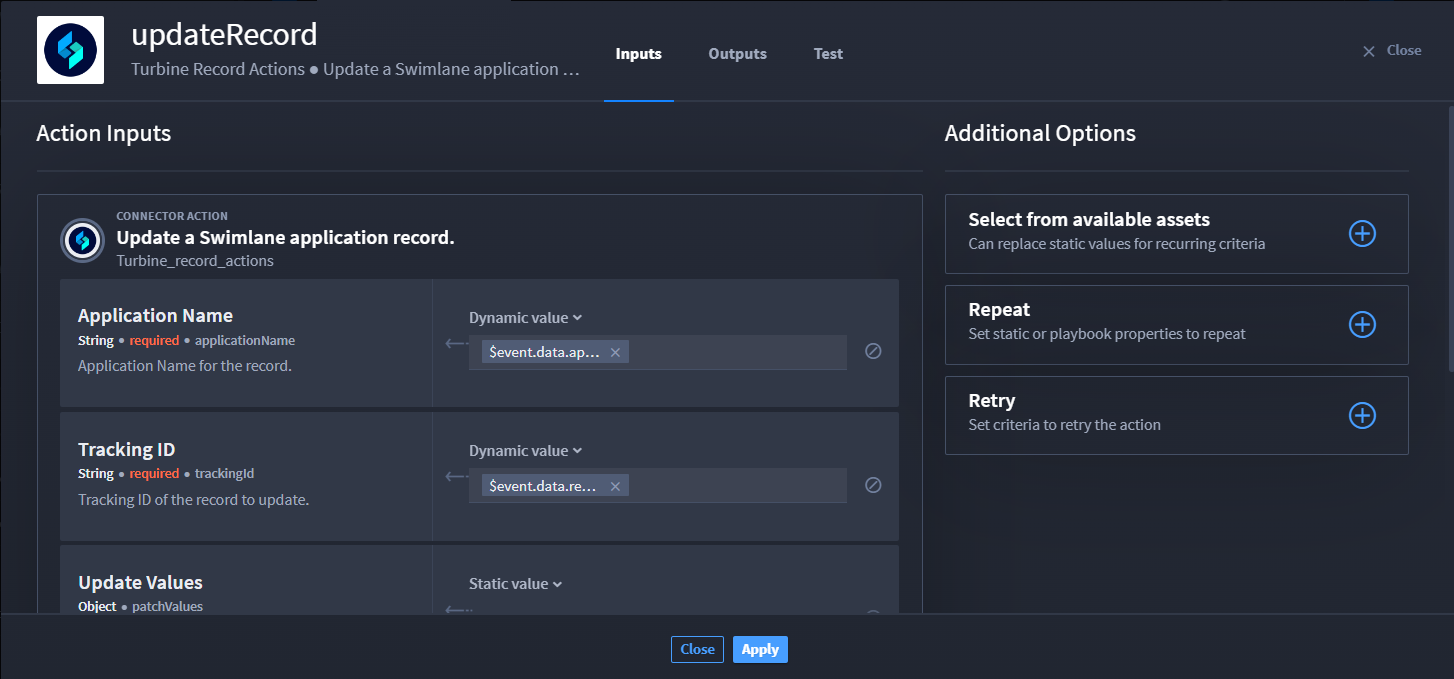 updateRecord
Turbine Record Actions ● Update a Swimlane application …
Inputs
Outputs
Test
Close
Action Inputs
CONNECTOR ACTION
Update a Swimlane application record.
Turbine_record_actions
Application Name
String • required • applicationName
Application Name for the record.
Dynamic value
$event.data.ap...
Tracking ID
String • required • trackingId
Tracking ID of the record to update.
Dynamic value
$event.data.re...
Update Values
Object • patchValues
Static value
Additional Options
Select from available assets
Can replace static values for recurring criteria
Repeat
Set static or playbook properties to repeat
Retry
Set criteria to retry the action
Close
Apply